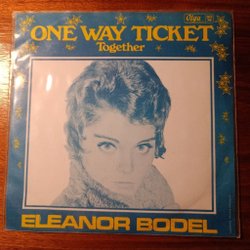 Olga
ONE WAY TICKET
Together
ELEANOR BODEL